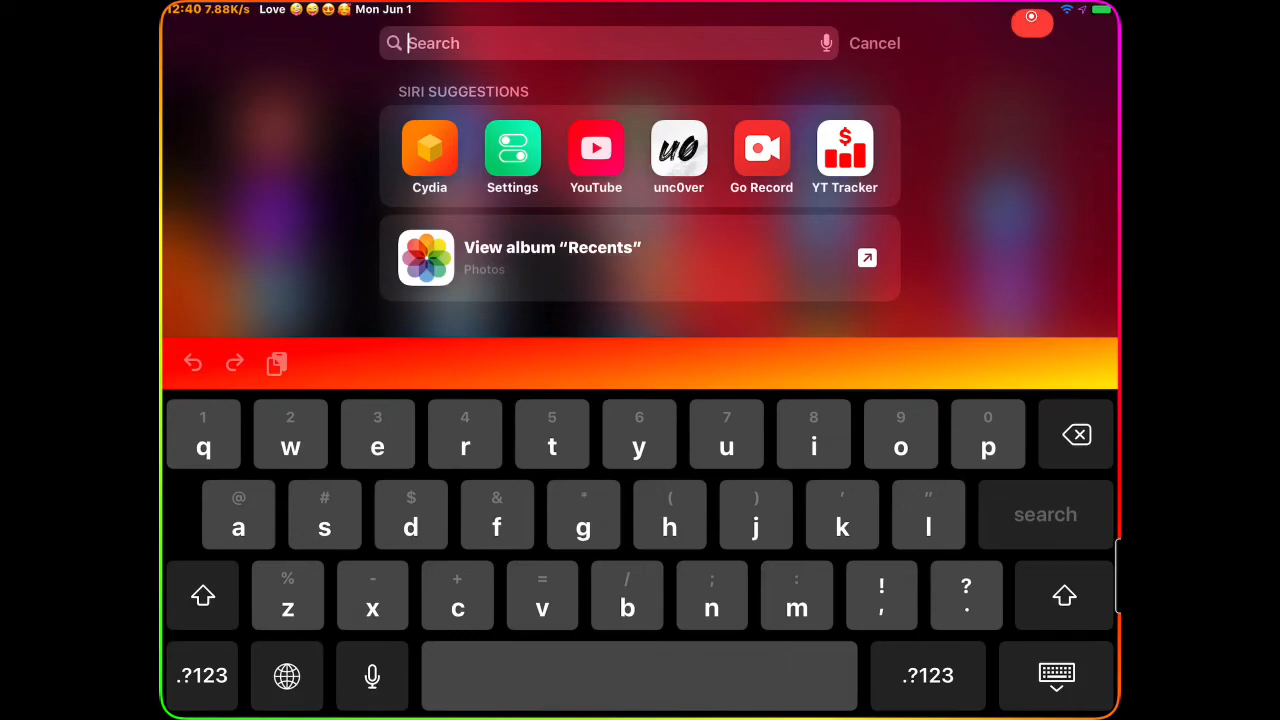 12:40 7.88K/s Love 🤪😄😍🥰 Mon Jun 1
Search Cancel
SIRI SUGGESTIONS
Cydia Settings YouTube unc0ver Go Record YT Tracker
View album “Recents”
Photos
1 2 3 4 5 6 7 8 9 0
q w e r t y u i o p
@ # $ & * ( ) ‘ “
a s d f g h j k l search
% - + = / ; : ! ?
z x c v b n m , .
.?123 .?123